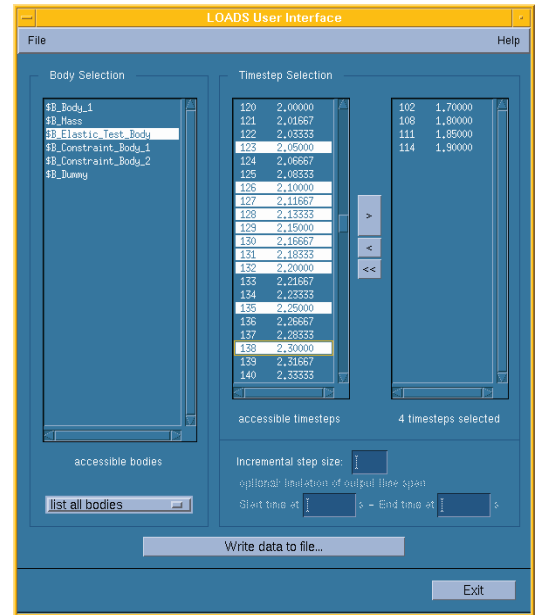 LOADS User Interface
File Help
Body Selection
$B_Body_1
$B_Mass
$B_Elastic_Test_Body
$B_Constraint_Body_1
$B_Constraint_Body_2
$B_Dummy
accessible bodies
list all bodies
Timestep Selection
120 2.00000
121 2.01667
122 2.03333
123 2.05000
124 2.06667
125 2.08333
126 2.10000
127 2.11667
128 2.13333
129 2.15000
130 2.16667
131 2.18333
132 2.20000
133 2.21667
134 2.23333
135 2.25000
136 2.26667
137 2.28333
138 2.30000
139 2.31667
140 2.33333
accessible timesteps
>
<
<<
102 1.70000
108 1.80000
111 1.85000
114 1.90000
4 timesteps selected
Incremental step size:
optional: limitation of output time span
Start time at s - End time at s
Write data to file...
Exit